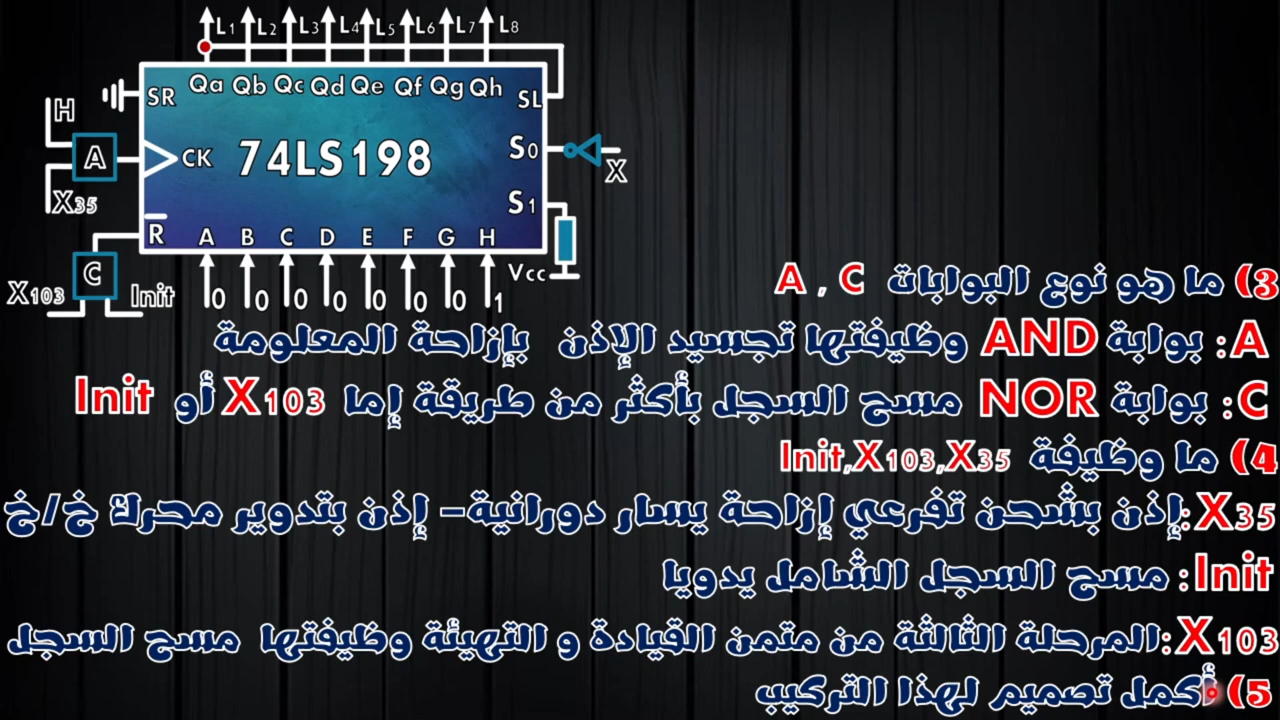 L1 L2 L3 L4 L5 L6 L7 L8
Qa Qb Qc Qd Qe Qf Qg Qh
SR SL
H
A CK 74LS198 S0
X
X35 S1
R A B C D E F G H
C Vcc
X103 Init 0 0 0 0 0 0 0 1
3) ما هو نوع البوابات A , C
A: بوابة AND وظيفتها تجسيد الإذن بإزاحة المعلومة
C: بوابة NOR مسح السجل بأكثر من طريقة إما X103 أو Init
4) ما وظيفة Init,X103,X35
X35:إذن بشحن تفرعي إزاحة يسار دورانية– إذن بتدوير محرك خ/خ
Init: مسح السجل الشامل يدويا
X103:المرحلة الثالثة من متمن القيادة و التهيئة وظيفتها مسح السجل
5) أكمل تصميم لهذا التركيب